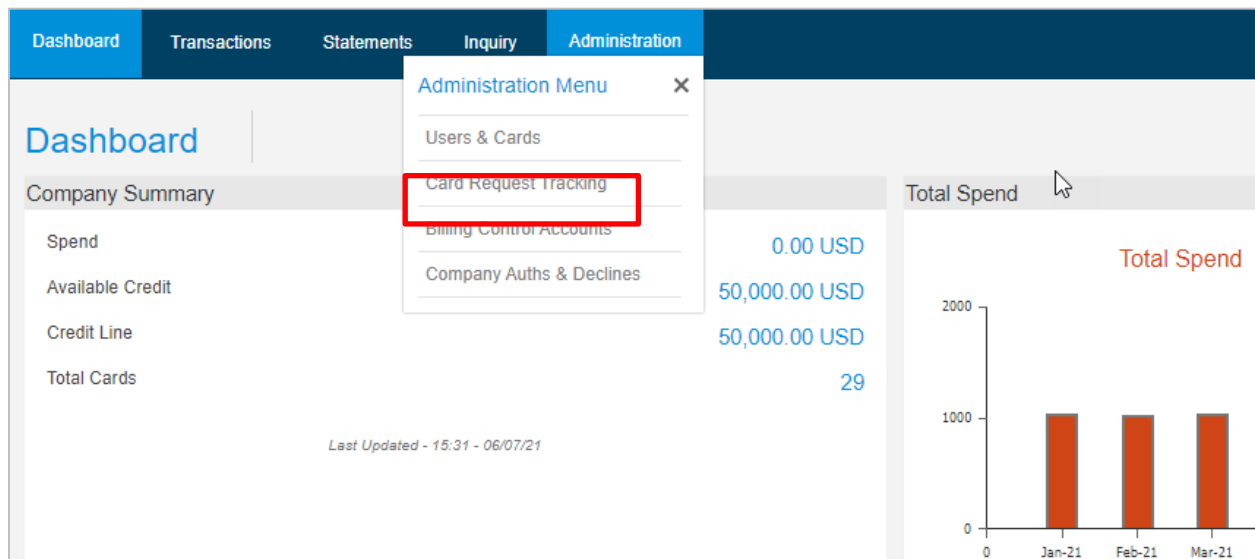 Dashboard Transactions Statements Inquiry Administration
Administration Menu ×
Users & Cards
Card Request Tracking
Billing Control Accounts
Company Auths & Declines
Dashboard
Company Summary
Spend 0.00 USD
Available Credit 50,000.00 USD
Credit Line 50,000.00 USD
Total Cards 29
Last Updated - 15:31 - 06/07/21
Total Spend
Total Spend
2000
1000
0
0 Jan-21 Feb-21 Mar-21